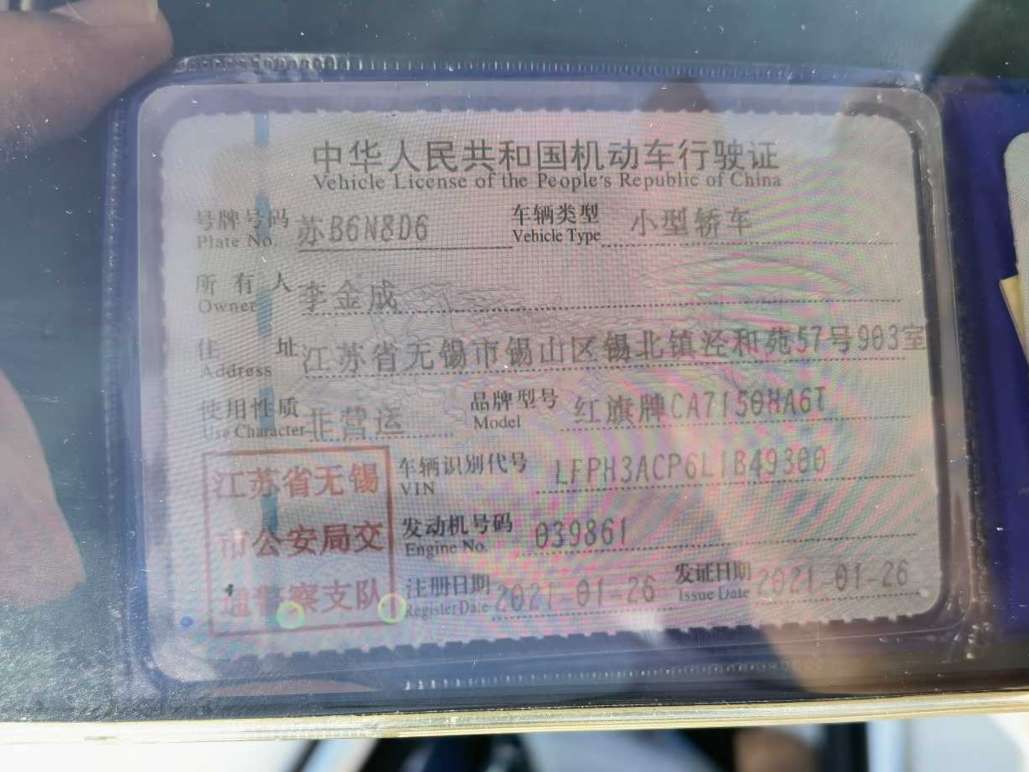 中华人民共和国机动车行驶证
Vehicle License of the People's Republic of China
号牌号码 苏B6N8D6 车辆类型 小型轿车
Plate No. Vehicle Type
所有人 李金成
Owner
住址 江苏省无锡市锡山区锡北镇泾和苑57号903室
Address
使用性质 非营运 品牌型号 红旗牌CA7150HA6T
Use Character Model
江苏省无锡 车辆识别代号 LFPH3ACP6L1B49300
VIN
市公安局交 发动机号码 039861
Engine No.
通警察支队 注册日期 2021-01-26 发证日期 2021-01-26
Register Date Issue Date